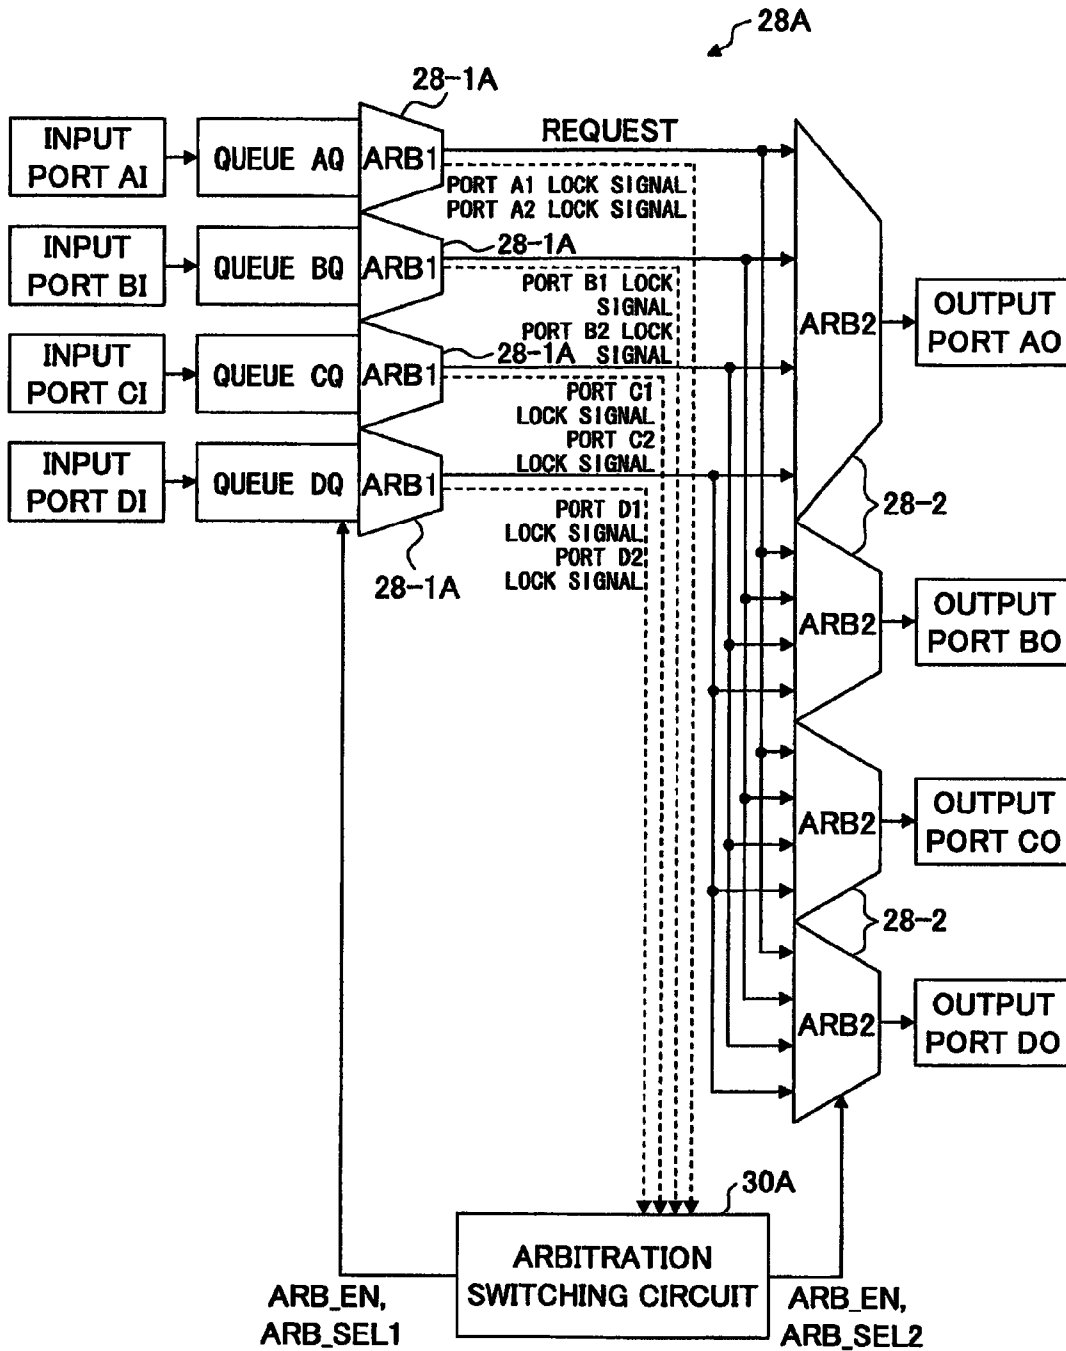 28A
28-1A
INPUT
PORT AI
QUEUE AQ
ARB1
REQUEST
PORT A1 LOCK SIGNAL
PORT A2 LOCK SIGNAL
INPUT
PORT BI
QUEUE BQ
ARB1
28-1A
PORT B1 LOCK
SIGNAL
PORT B2 LOCK
SIGNAL
INPUT
PORT CI
QUEUE CQ
ARB1
28-1A
PORT C1
LOCK SIGNAL
PORT C2
LOCK SIGNAL
INPUT
PORT DI
QUEUE DQ
ARB1
28-1A
PORT D1
LOCK SIGNAL
PORT D2
LOCK SIGNAL
ARB2
OUTPUT
PORT AO
28-2
ARB2
OUTPUT
PORT BO
ARB2
OUTPUT
PORT CO
28-2
ARB2
OUTPUT
PORT DO
30A
ARBITRATION
SWITCHING CIRCUIT
ARB_EN,
ARB_SEL1
ARB_EN,
ARB_SEL2